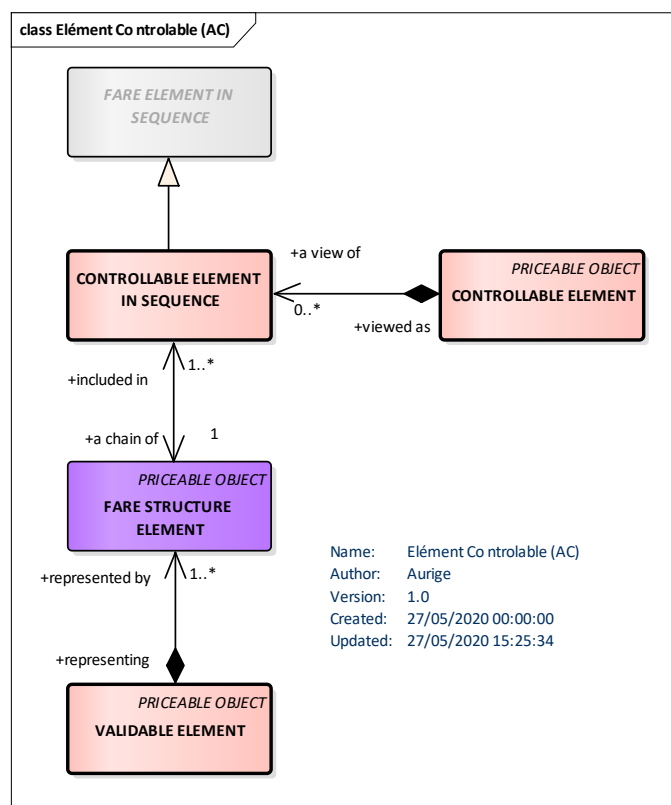 class Elément Co ntrolable (AC)
FARE ELEMENT IN
SEQUENCE
+a view of
PRICEABLE OBJECT
CONTROLLABLE ELEMENT
IN SEQUENCE
CONTROLLABLE ELEMENT
0..*
+viewed as
1..*
+included in
+a chain of
1
PRICEABLE OBJECT
FARE STRUCTURE
ELEMENT
+represented by
1..*
Name: Elément Co ntrolable (AC)
Author: Aurige
Version: 1.0
Created: 27/05/2020 00:00:00
Updated: 27/05/2020 15:25:34
+representing
PRICEABLE OBJECT
VALIDABLE ELEMENT